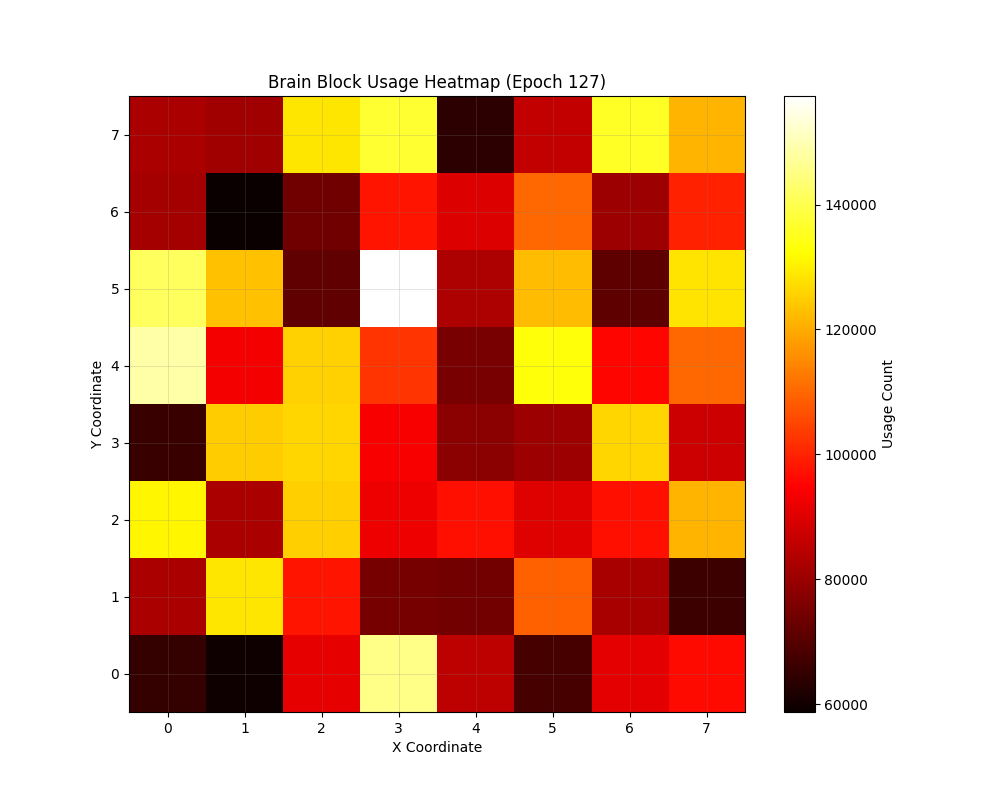 Brain Block Usage Heatmap (Epoch 127)
7
6
5
4
3
2
1
0
Y Coordinate
0 1 2 3 4 5 6 7
X Coordinate
140000
120000
100000
80000
60000
Usage Count